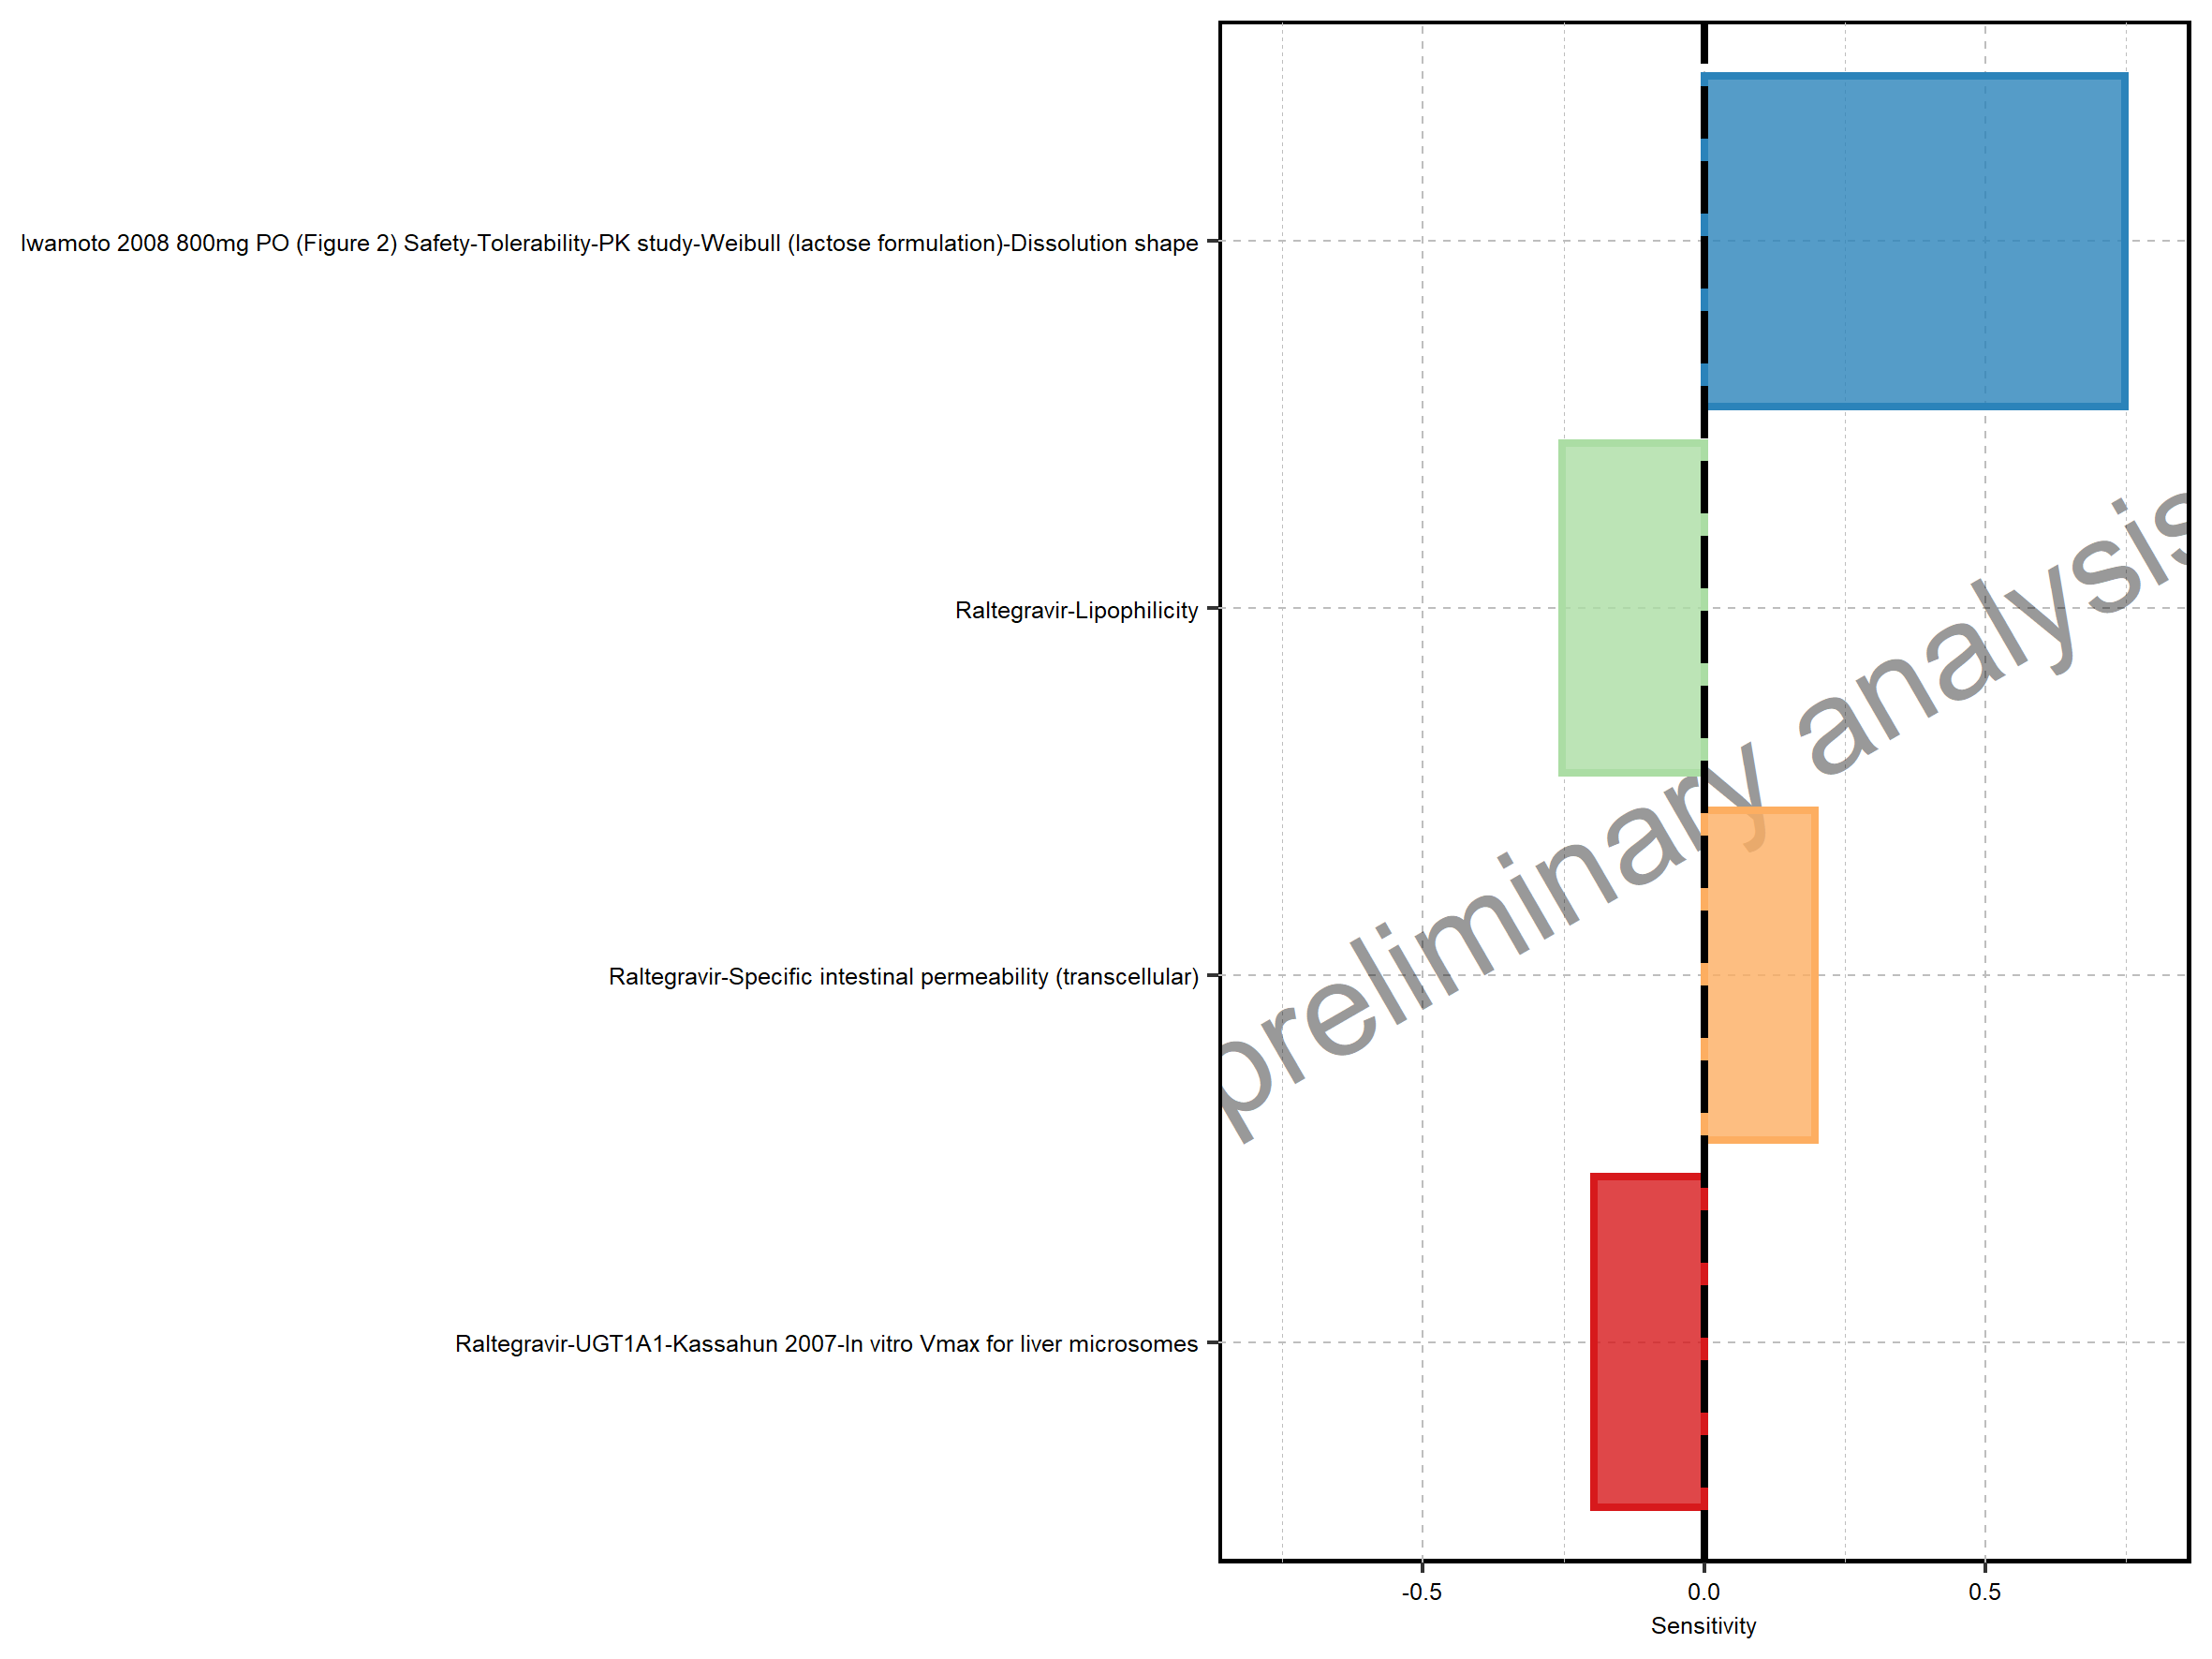 Iwamoto 2008 800mg PO (Figure 2) Safety-Tolerability-PK study-Weibull (lactose formulation)-Dissolution shape
Raltegravir-Lipophilicity
Raltegravir-Specific intestinal permeability (transcellular)
Raltegravir-UGT1A1-Kassahun 2007-In vitro Vmax for liver microsomes
preliminary analysis
-0.5 0.0 0.5
Sensitivity